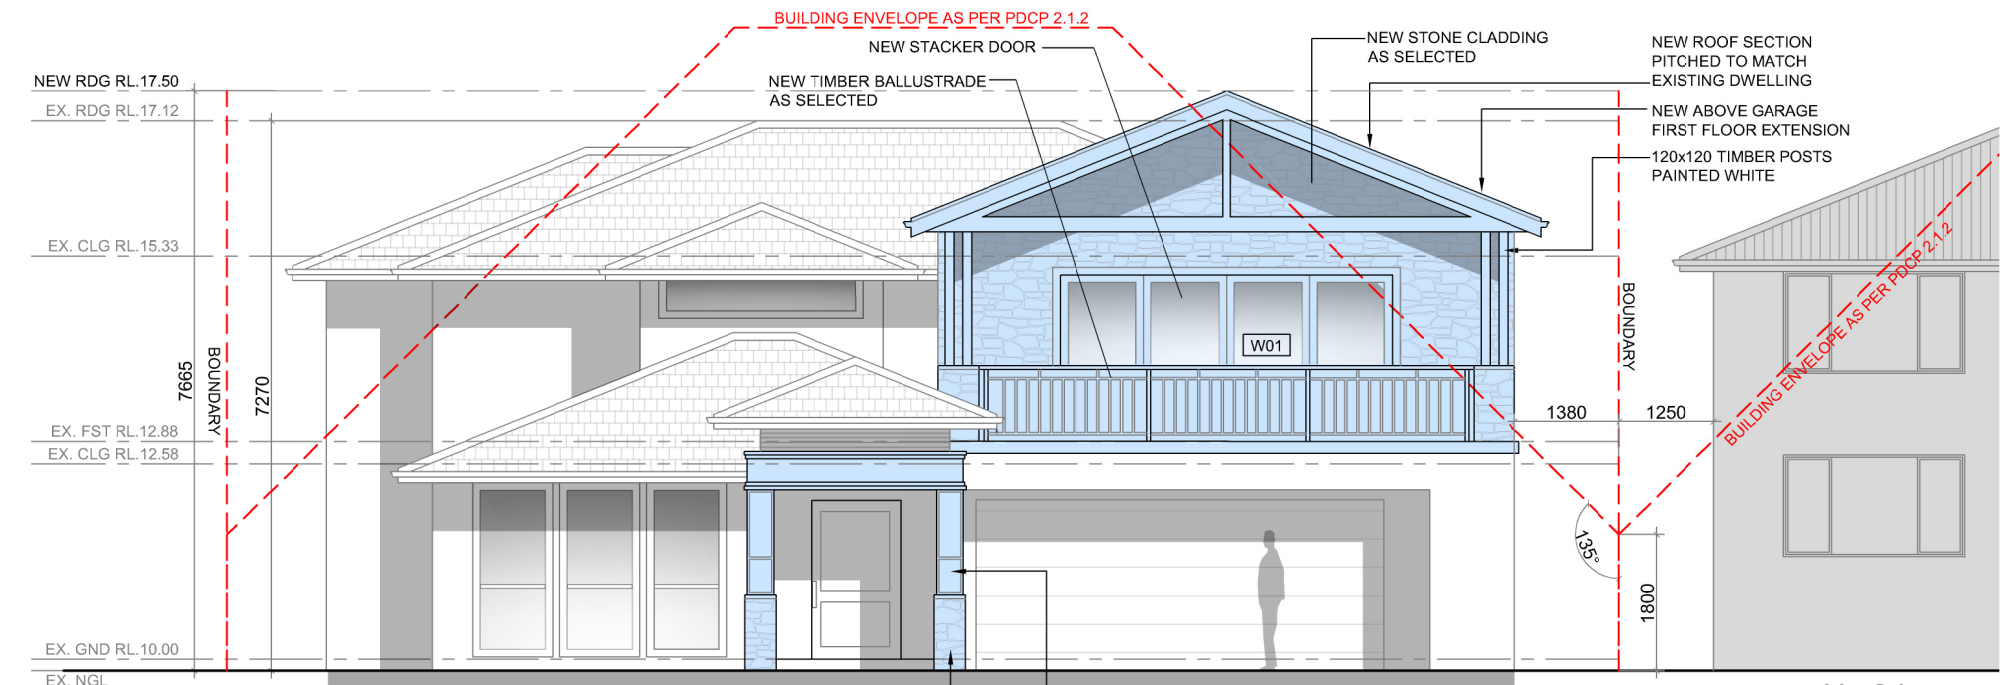 BUILDING ENVELOPE AS PER PDCP 2.1.2
NEW STACKER DOOR
NEW STONE CLADDING
AS SELECTED
NEW ROOF SECTION
PITCHED TO MATCH
EXISTING DWELLING
NEW RDG RL.17.50
NEW TIMBER BALLUSTRADE
AS SELECTED
EX. RDG RL.17.12
NEW ABOVE GARAGE
FIRST FLOOR EXTENSION
120x120 TIMBER POSTS
PAINTED WHITE
EX. CLG RL.15.33
BUILDING ENVELOPE AS PER PDCP 2.1.2
BOUNDARY
W01
7665
BOUNDARY
7270
1380
1250
EX. FST RL.12.88
EX. CLG RL.12.58
135°
1800
EX. GND RL.10.00
EX. NGL